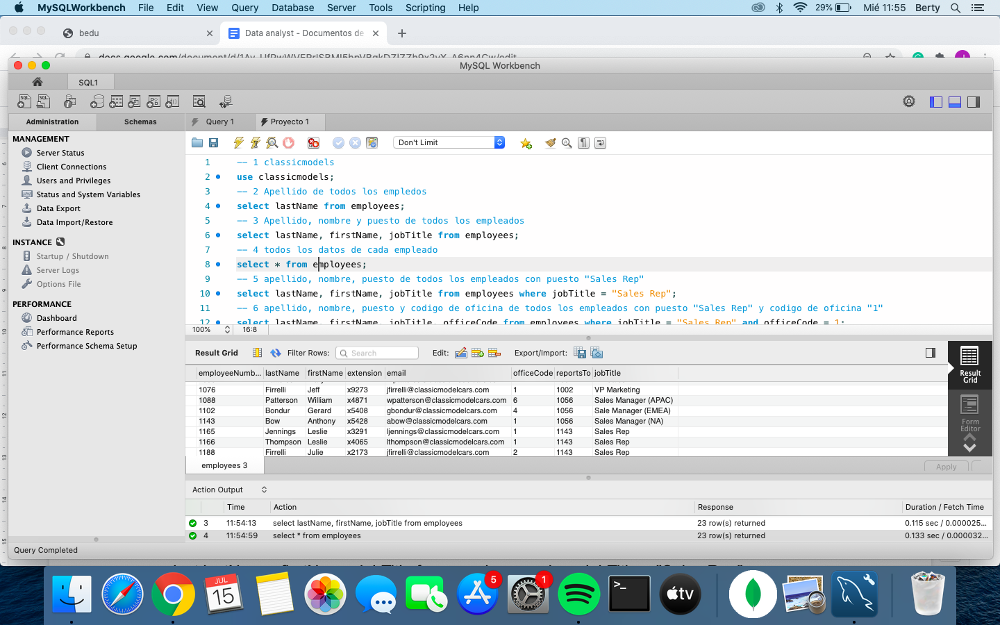 MySQLWorkbench File Edit View Query Database Server Tools Scripting Help 29% Mié 11:55 Berty
bedu Data analyst - Documentos de
MySQL Workbench
SQL1
Administration Schemas Query 1 Proyecto 1
Don't Limit
MANAGEMENT
Server Status
Client Connections
Users and Privileges
Status and System Variables
Data Export
Data Import/Restore
INSTANCE
Startup / Shutdown
Server Logs
Options File
PERFORMANCE
Dashboard
Performance Reports
Performance Schema Setup
1 -- 1 classicmodels
2 use classicmodels;
3 -- 2 Apellido de todos los empledos
4 select lastName from employees;
5 -- 3 Apellido, nombre y puesto de todos los empleados
6 select lastName, firstName, jobTitle from employees;
7 -- 4 todos los datos de cada empleado
8 select * from employees;
9 -- 5 apellido, nombre, puesto de todos los empleados con puesto "Sales Rep"
10 select lastName, firstName, jobTitle from employees where jobTitle = "Sales Rep";
11 -- 6 apellido, nombre, puesto y codigo de oficina de todos los empleados con puesto "Sales Rep" y codigo de oficina "1"
12 select lastName, firstName, jobTitle, officeCode from employees where jobTitle = "Sales Rep" and officeCode = 1;
100% 16:8
Result Grid Filter Rows: Search Edit: Export/Import:
employeeNumb... lastName firstName extension email officeCode reportsTo jobTitle
1076 Firrelli Jeff x9273 jfirrelli@classicmodelcars.com 1 1002 VP Marketing
1088 Patterson William x4871 wpatterson@classicmodelcars.com 6 1056 Sales Manager (APAC)
1102 Bondur Gerard x5408 gbondur@classicmodelcars.com 4 1056 Sale Manager (EMEA)
1143 Bow Anthony x5428 abow@classicmodelcars.com 1 1056 Sales Manager (NA)
1165 Jennings Leslie x3291 ljennings@classicmodelcars.com 1 1143 Sales Rep
1166 Thompson Leslie x4065 lthompson@classicmodelcars.com 1 1143 Sales Rep
1188 Firrelli Julie x2173 jfirrelli@classicmodelcars.com 2 1143 Sales Rep
Result Grid
Form Editor
employees 3 Apply
Action Output
Time Action Response Duration / Fetch Time
3 11:54:13 select lastName, firstName, jobTitle from employees 23 row(s) returned 0.115 sec / 0.000025...
4 11:54:59 select * from employees 23 row(s) returned 0.133 sec / 0.000032...
Query Completed
JUL 15 5 1 >_ tv